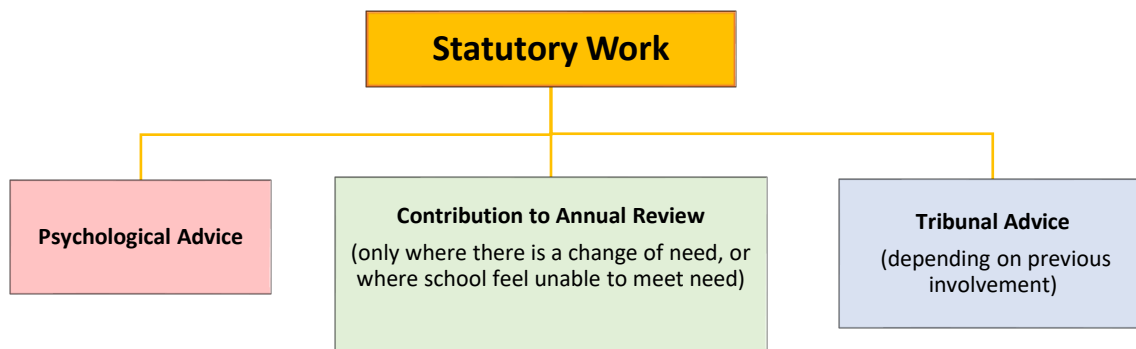 Statutory Work
Psychological Advice
Contribution to Annual Review
(only where there is a change of need, or
where school feel unable to meet need)
Tribunal Advice
(depending on previous
involvement)